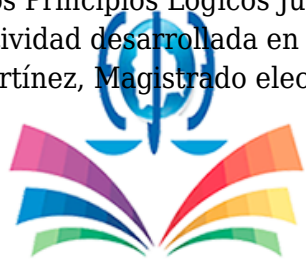 os Principios Lógicos Ju
ividad desarrollada en
rtínez, Magistrado elec